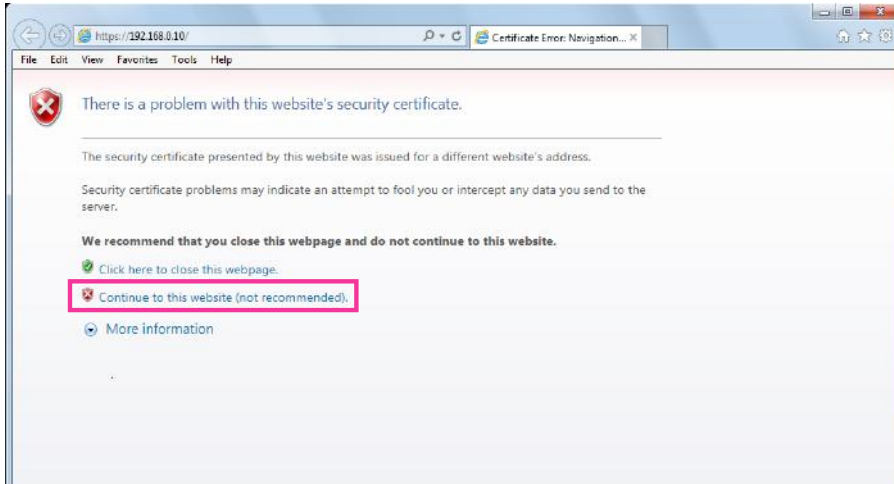 https://192.168.0.10/
Certificate Error: Navigation...
File Edit View Favorites Tools Help
There is a problem with this website's security certificate.
The security certificate presented by this website was issued for a different website's address.
Security certificate problems may indicate an attempt to fool you or intercept any data you send to the
server.
We recommend that you close this webpage and do not continue to this website.
Click here to close this webpage.
Continue to this website (not recommended).
More information